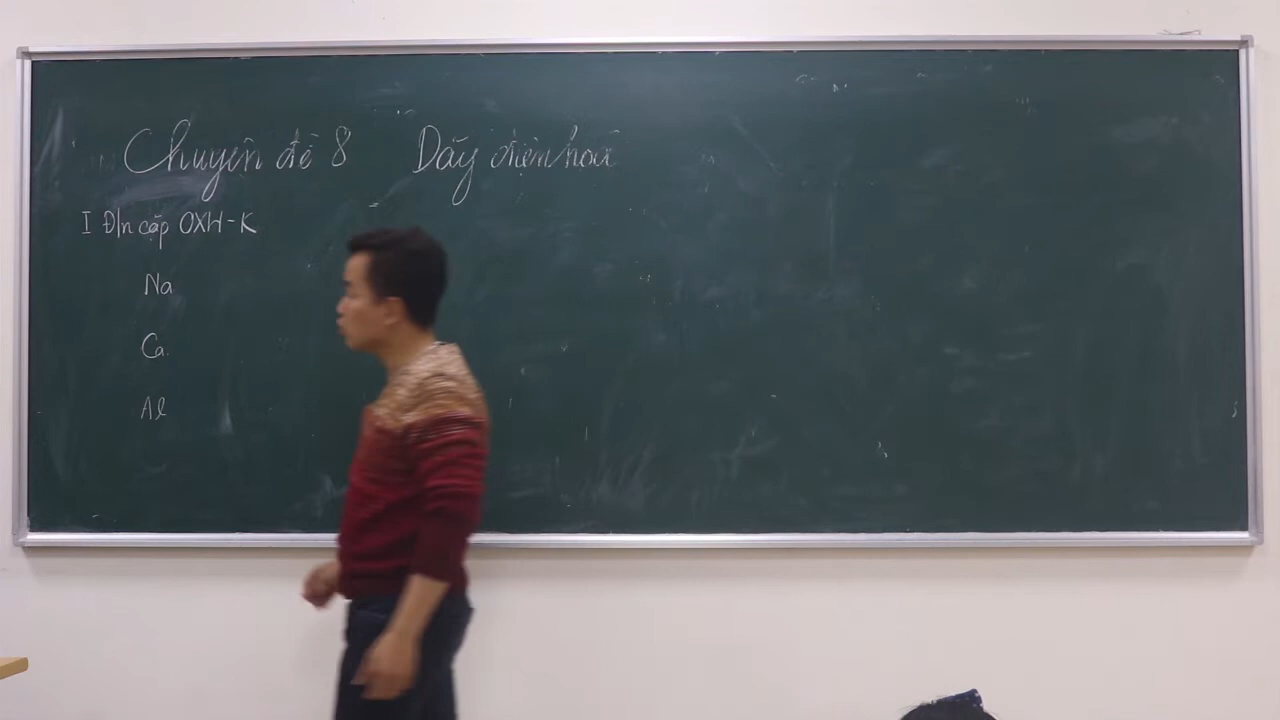 Chuyên đề 8 Dãy điện hoá
I Đ/n cặp OXH-K
Na
Ca
Al